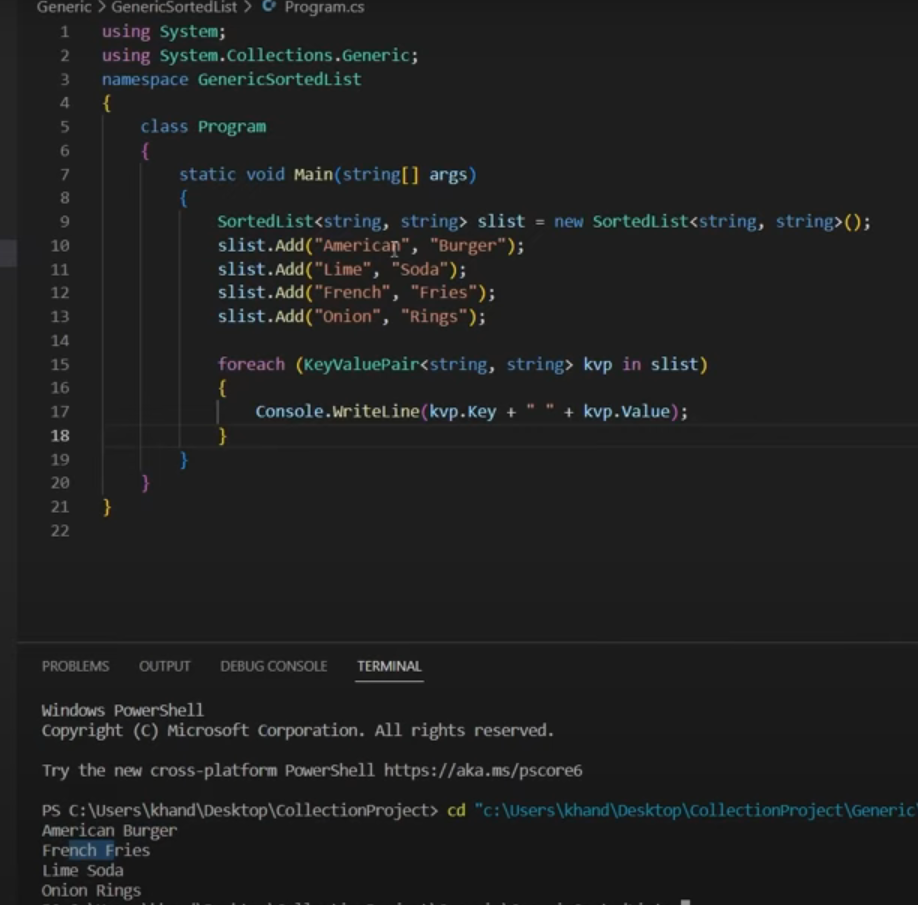 Generic > GenericSortedList > Program.cs
1 using System;
2 using System.Collections.Generic;
3 namespace GenericSortedList
4 {
5 class Program
6 {
7 static void Main(string[] args)
8 {
9 SortedList<string, string> slist = new SortedList<string, string>();
10 slist.Add("American", "Burger");
11 slist.Add("Lime", "Soda");
12 slist.Add("French", "Fries");
13 slist.Add("Onion", "Rings");
14
15 foreach (KeyValuePair<string, string> kvp in slist)
16 {
17 Console.WriteLine(kvp.Key + " " + kvp.Value);
18 }
19 }
20 }
21 }
22
PROBLEMS OUTPUT DEBUG CONSOLE TERMINAL
Windows PowerShell
Copyright (C) Microsoft Corporation. All rights reserved.
Try the new cross-platform PowerShell https://aka.ms/pscore6
PS C:\Users\khand\Desktop\CollectionProject> cd "c:\Users\khand\Desktop\CollectionProject\Generic
American Burger
French Fries
Lime Soda
Onion Rings